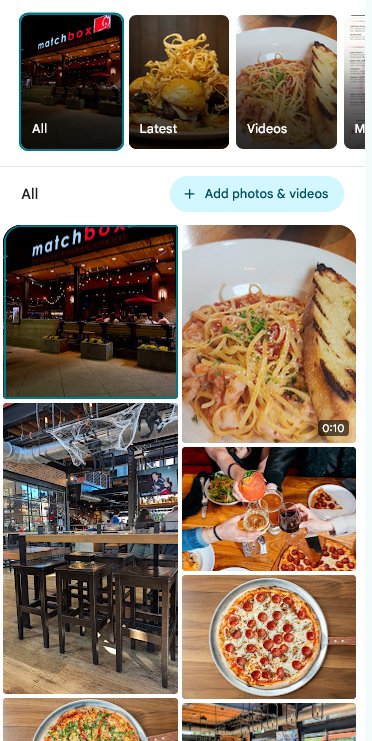 matchbox
All
Latest
Videos
M
All
+ Add photos & videos
matchbox
0:10